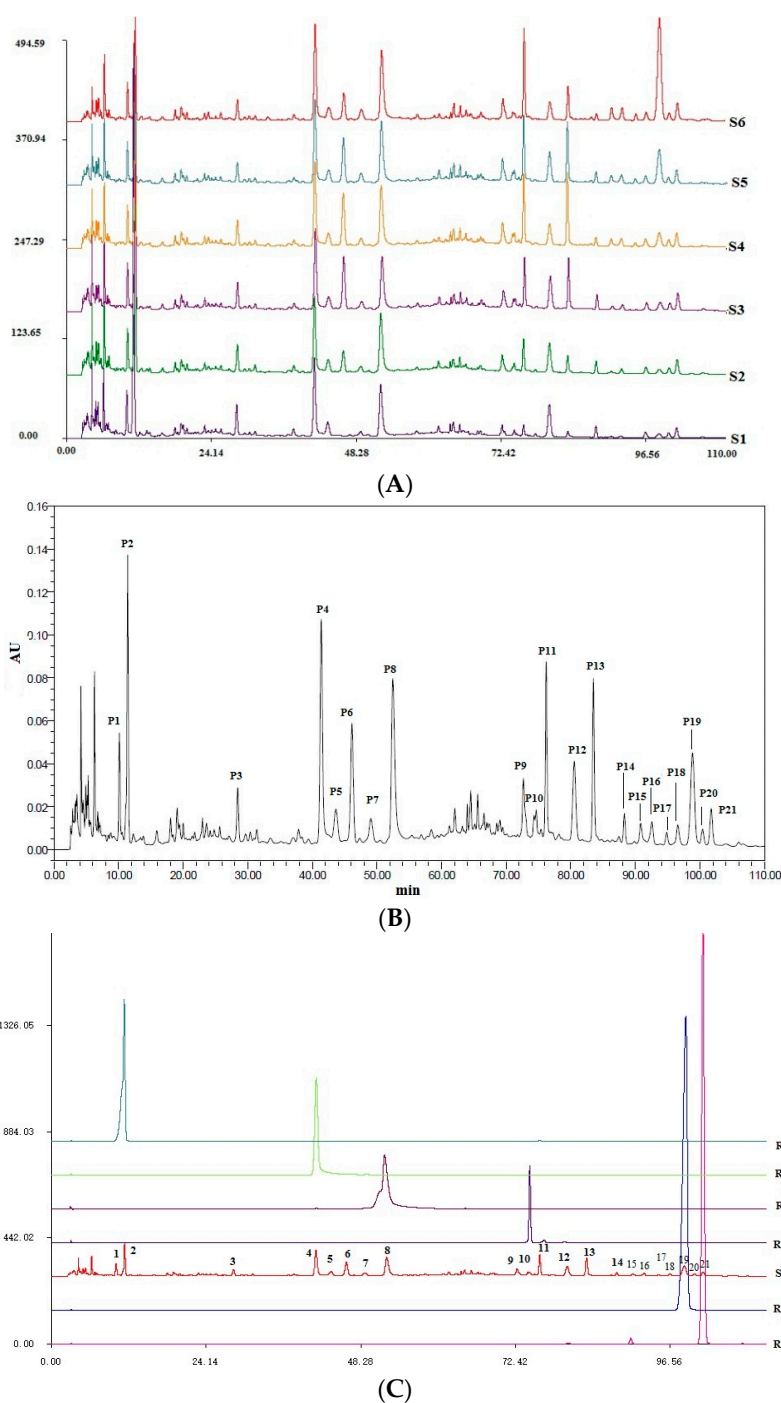 494.59
S6
370.94
S5
247.29
S4
S3
123.65
S2
0.00
S1
0.00 24.14 48.28 72.42 96.56 110.00
(A)
0.16
0.14
P2
0.12
P4
0.10
AU
P11
P13
P8
0.08
P19
0.06
P1
P6
P12
0.04
P3
P9
P14
P16
P18
P20
P5
P7
P10
P15
P17
P21
0.02
0.00
0.00 10.00 20.00 30.00 40.00 50.00 60.00 70.00 80.00 90.00 100.00 110.00
min
(B)
1326.05
884.03
R
R
R
442.02
R
1 2 3 4 5 6 7 8 9 10 11 12 13 14 15 16 17 18 19 20 21
S
R
0.00
R
0.00 24.14 48.28 72.42 96.56
(C)